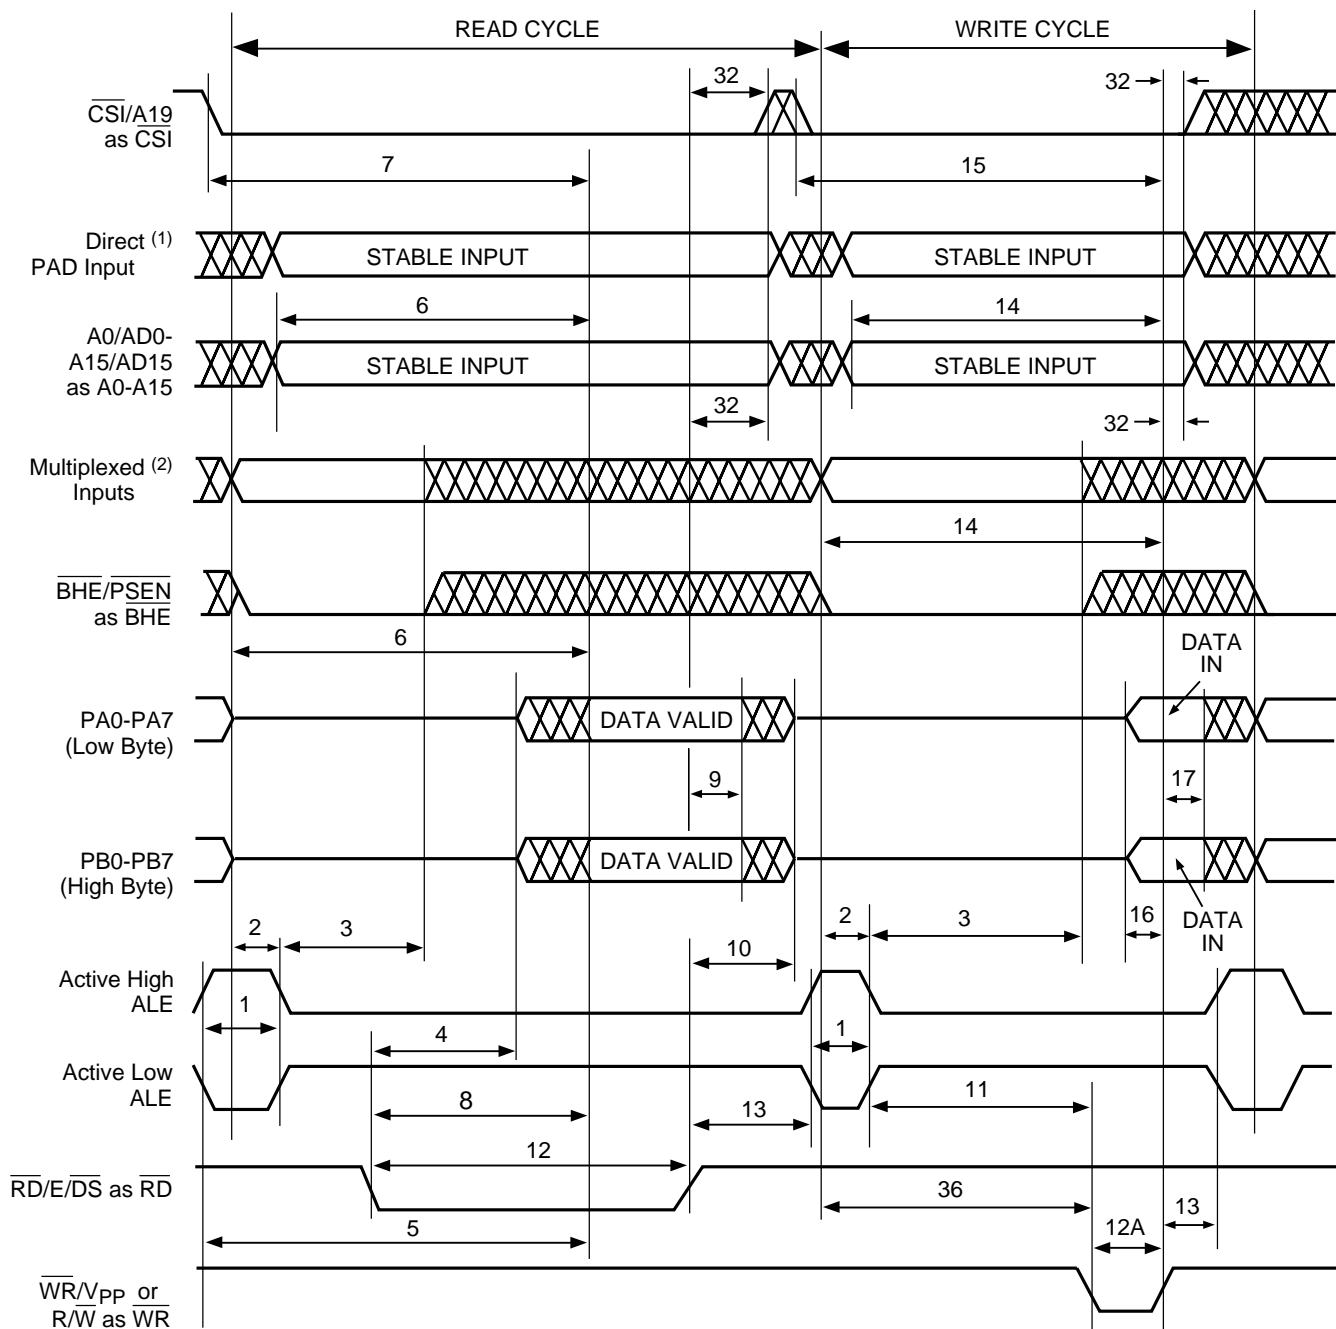 READ CYCLE
WRITE CYCLE
32
32
CSI/A19
as CSI
7
15
Direct (1)
PAD Input
STABLE INPUT
STABLE INPUT
6
14
A0/AD0-
A15/AD15
as A0-A15
STABLE INPUT
STABLE INPUT
32
32
Multiplexed (2)
Inputs
14
BHE/PSEN
as BHE
6
DATA
IN
PA0-PA7
(Low Byte)
DATA VALID
9
17
PB0-PB7
(High Byte)
DATA VALID
DATA
IN
2
3
10
2
3
16
Active High
ALE
1
1
4
Active Low
ALE
8
13
11
12
RD/E/DS as RD
36
13
5
12A
WR/VPP or
R/W as WR